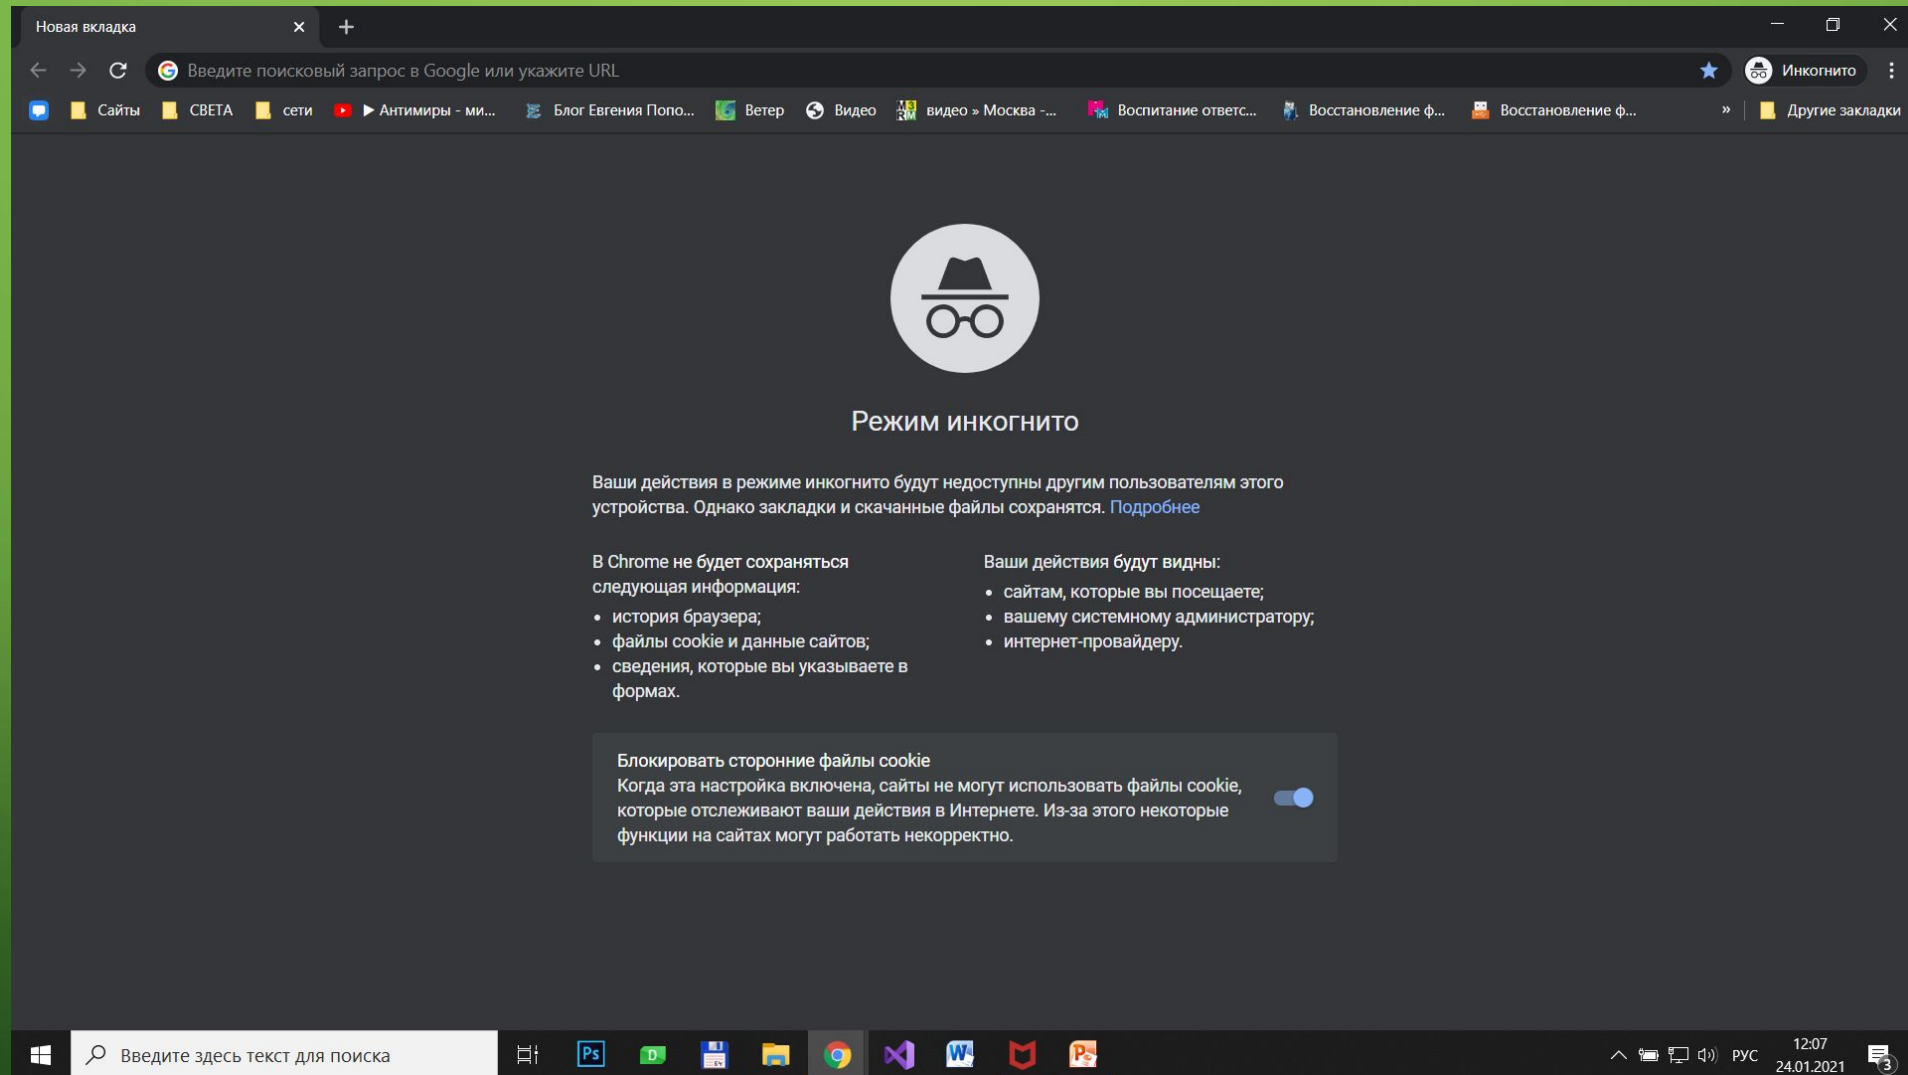 Новая вкладка
Введите поисковый запрос в Google или укажите URL
Инкогнито
Сайты
СВЕТА
сети
▶ Антимиры - ми...
Блог Евгения Попо...
Ветер
Видео
видео » Москва -...
Воспитание ответс...
Восстановление ф...
Восстановление ф...
»
Другие закладки
Режим инкогнито
Ваши действия в режиме инкогнито будут недоступны другим пользователям этого
устройства. Однако закладки и скачанные файлы сохранятся. Подробнее
В Chrome не будет сохраняться
следующая информация:
• история браузера;
• файлы cookie и данные сайтов;
• сведения, которые вы указываете в
формах.
Ваши действия будут видны:
• сайтам, которые вы посещаете;
• вашему системному администратору;
• интернет-провайдеру.
Блокировать сторонние файлы cookie
Когда эта настройка включена, сайты не могут использовать файлы cookie,
которые отслеживают ваши действия в Интернете. Из-за этого некоторые
функции на сайтах могут работать некорректно.
Введите здесь текст для поиска
Ps
D
W
P
РУС
12:07
24.01.2021
3